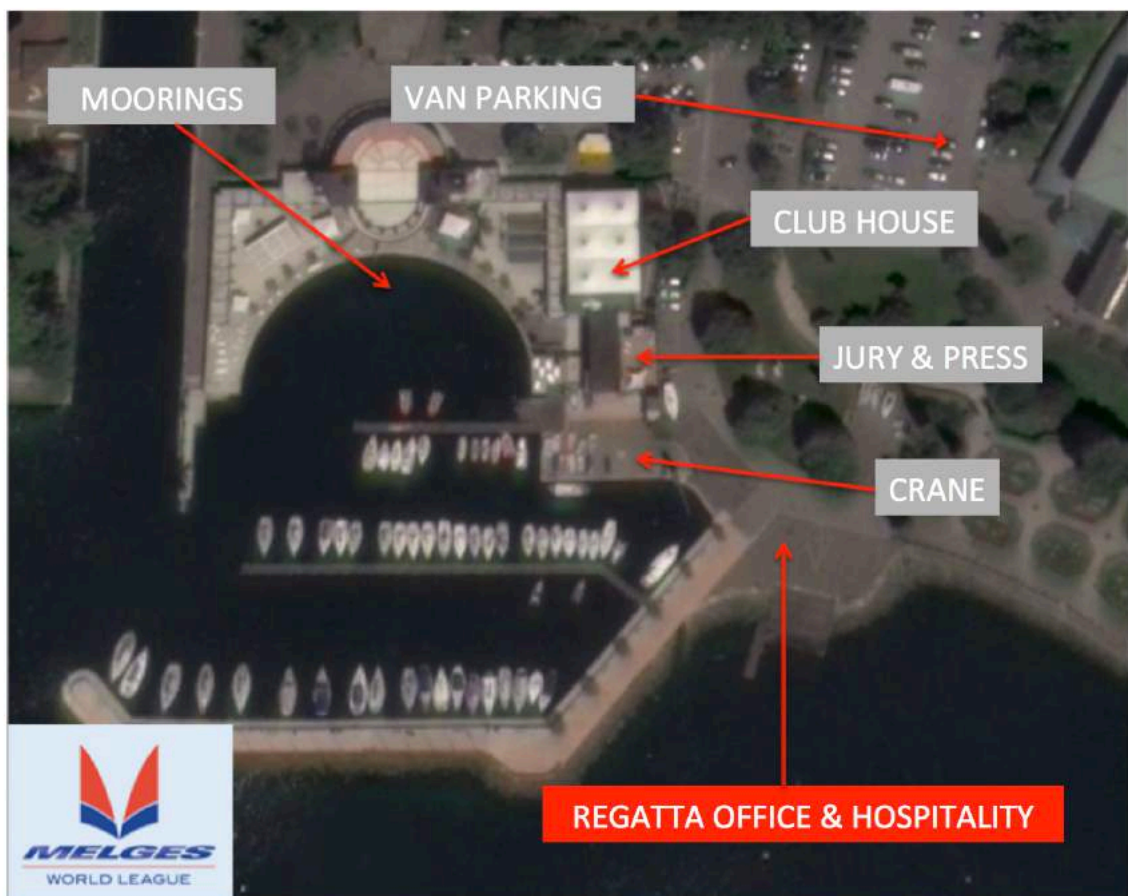 MOORINGS
VAN PARKING
CLUB HOUSE
JURY & PRESS
CRANE
REGATTA OFFICE & HOSPITALITY
MELGES
WORLD LEAGUE